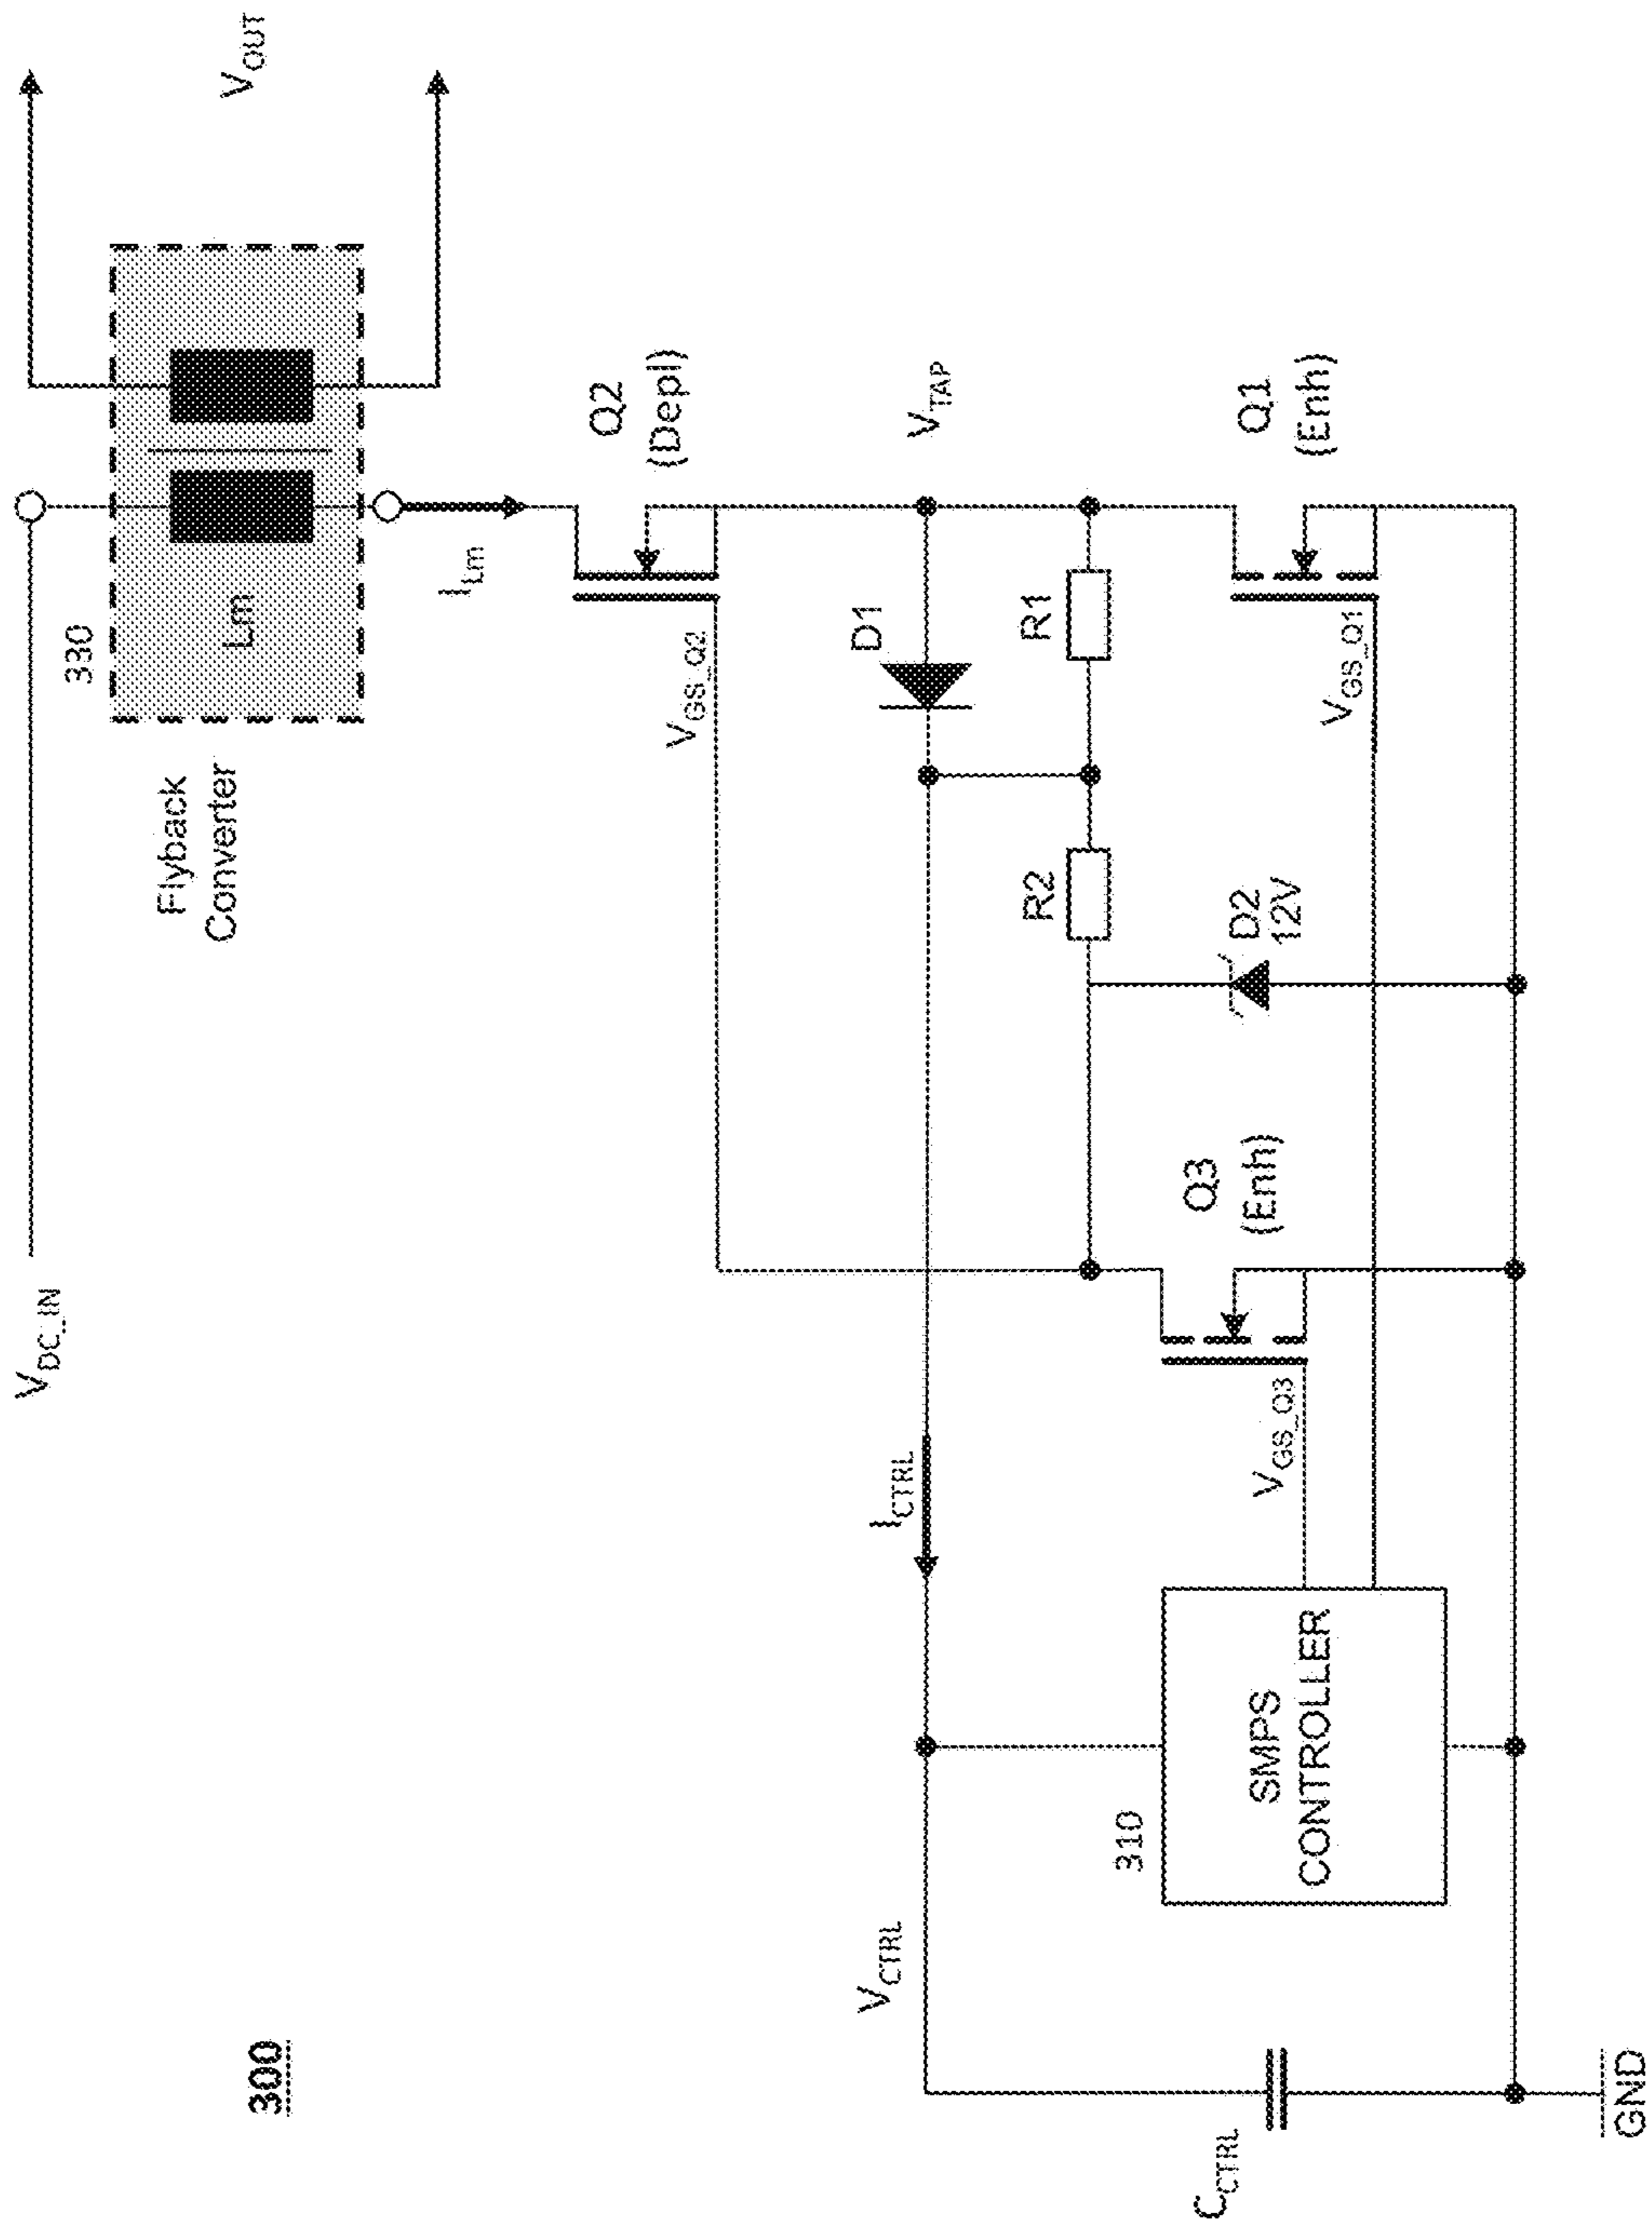 300
V_DC_IN
Flyback
Converter
330
Lm
V_OUT
I_Lm
Q2
(Depl)
V_GS_Q2
D1
V_TAP
R1
R2
D2
12V
Q1
(Enh)
V_GS_Q1
Q3
(Enh)
V_GS_Q3
I_CTRL
V_CTRL
310
SMPS
CONTROLLER
C_CTRL
GND